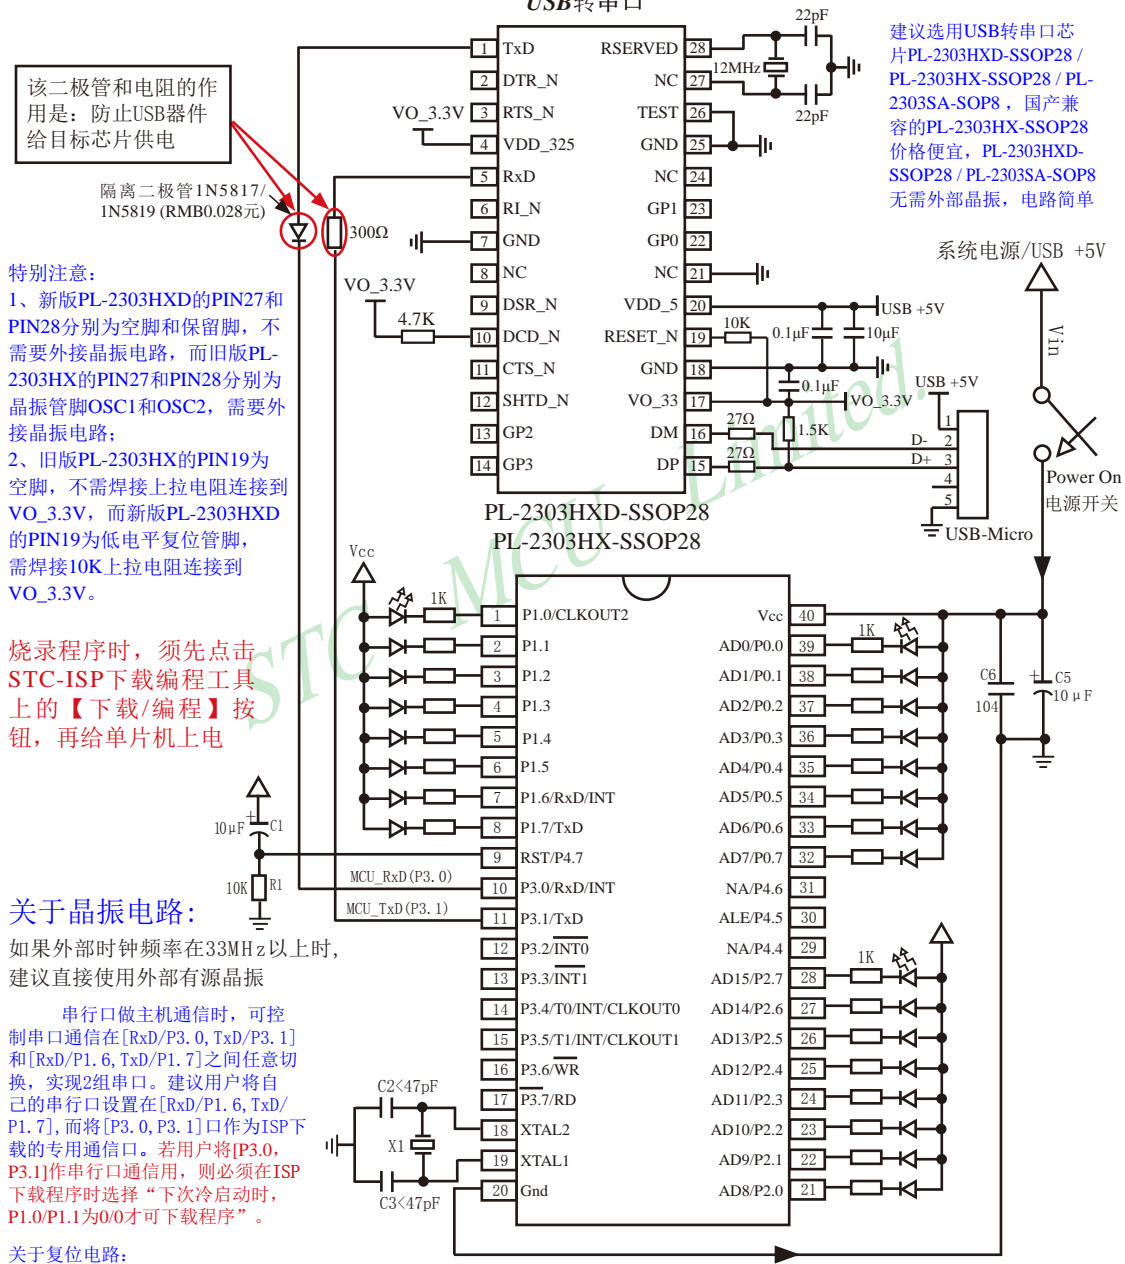 USB转串口
22pF
建议选用USB转串口芯
片PL-2303HXD-SSOP28 /
PL-2303HX-SSOP28 / PL-
2303SA-SOP8 ，国产兼
容的PL-2303HX-SSOP28
价格便宜，PL-2303HXD-
SSOP28 / PL-2303SA-SOP8
无需外部晶振，电路简单
该二极管和电阻的作
用是：防止USB器件
给目标芯片供电
隔离二极管1N5817/
1N5819 (RMB0.028元)
300Ω
VO_3.3V
VO_3.3V
4.7K
1 TxD
2 DTR_N
3 RTS_N
4 VDD_325
5 RxD
6 RI_N
7 GND
8 NC
9 DSR_N
10 DCD_N
11 CTS_N
12 SHTD_N
13 GP2
14 GP3
RSERVED 28
NC 27
TEST 26
GND 25
NC 24
GP1 23
GP0 22
NC 21
VDD_5 20
RESET_N 19
GND 18
VO_33 17
DM 16
DP 15
12MHz
22pF
USB +5V
10K
0.1μF
10μF
0.1μF
VO_3.3V
27Ω
1.5K
27Ω
USB +5V
D-
D+
1
2
3
4
5
USB-Micro
系统电源/USB +5V
Vin
Power On
电源开关
PL-2303HXD-SSOP28
PL-2303HX-SSOP28
STC MCU Limited.
特别注意：
1、新版PL-2303HXD的PIN27和
PIN28分别为空脚和保留脚，不
需要外接晶振电路，而旧版PL-
2303HX的PIN27和PIN28分别为
晶振管脚OSC1和OSC2，需要外
接晶振电路；
2、旧版PL-2303HX的PIN19为
空脚，不需焊接上拉电阻连接到
VO_3.3V，而新版PL-2303HXD
的PIN19为低电平复位管脚，
需焊接10K上拉电阻连接到
VO_3.3V。
烧录程序时，须先点击
STC-ISP下载编程工具
上的【下载/编程】按
钮，再给单片机上电
Vcc
1K
1 P1.0/CLKOUT2
2 P1.1
3 P1.2
4 P1.3
5 P1.4
6 P1.5
7 P1.6/RxD/INT
8 P1.7/TxD
9 RST/P4.7
10 P3.0/RxD/INT
11 P3.1/TxD
12 P3.2/INT0
13 P3.3/INT1
14 P3.4/T0/INT/CLKOUT0
15 P3.5/T1/INT/CLKOUT1
16 P3.6/WR
17 P3.7/RD
18 XTAL2
19 XTAL1
20 Gnd
Vcc 40
AD0/P0.0 39
AD1/P0.1 38
AD2/P0.2 37
AD3/P0.3 36
AD4/P0.4 35
AD5/P0.5 34
AD6/P0.6 33
AD7/P0.7 32
NA/P4.6 31
ALE/P4.5 30
NA/P4.4 29
AD15/P2.7 28
AD14/P2.6 27
AD13/P2.5 26
AD12/P2.4 25
AD11/P2.3 24
AD10/P2.2 23
AD9/P2.1 22
AD8/P2.0 21
1K
1K
C6
104
+ C5
10μF
10μF
+
C1
10K
R1
MCU_RxD(P3.0)
MCU_TxD(P3.1)
C2<47pF
X1
C3<47pF
关于晶振电路:
如果外部时钟频率在33MHz以上时,
建议直接使用外部有源晶振
串行口做主机通信时，可控
制串口通信在[RxD/P3.0,TxD/P3.1]
和[RxD/P1.6,TxD/P1.7]之间任意切
换，实现2组串口。建议用户将自
己的串行口设置在[RxD/P1.6,TxD/
P1.7],而将[P3.0,P3.1]口作为ISP下
载的专用通信口。若用户将[P3.0,
P3.1]作串行口通信用，则必须在ISP
下载程序时选择“下次冷启动时，
P1.0/P1.1为0/0才可下载程序”。
关于复位电路：